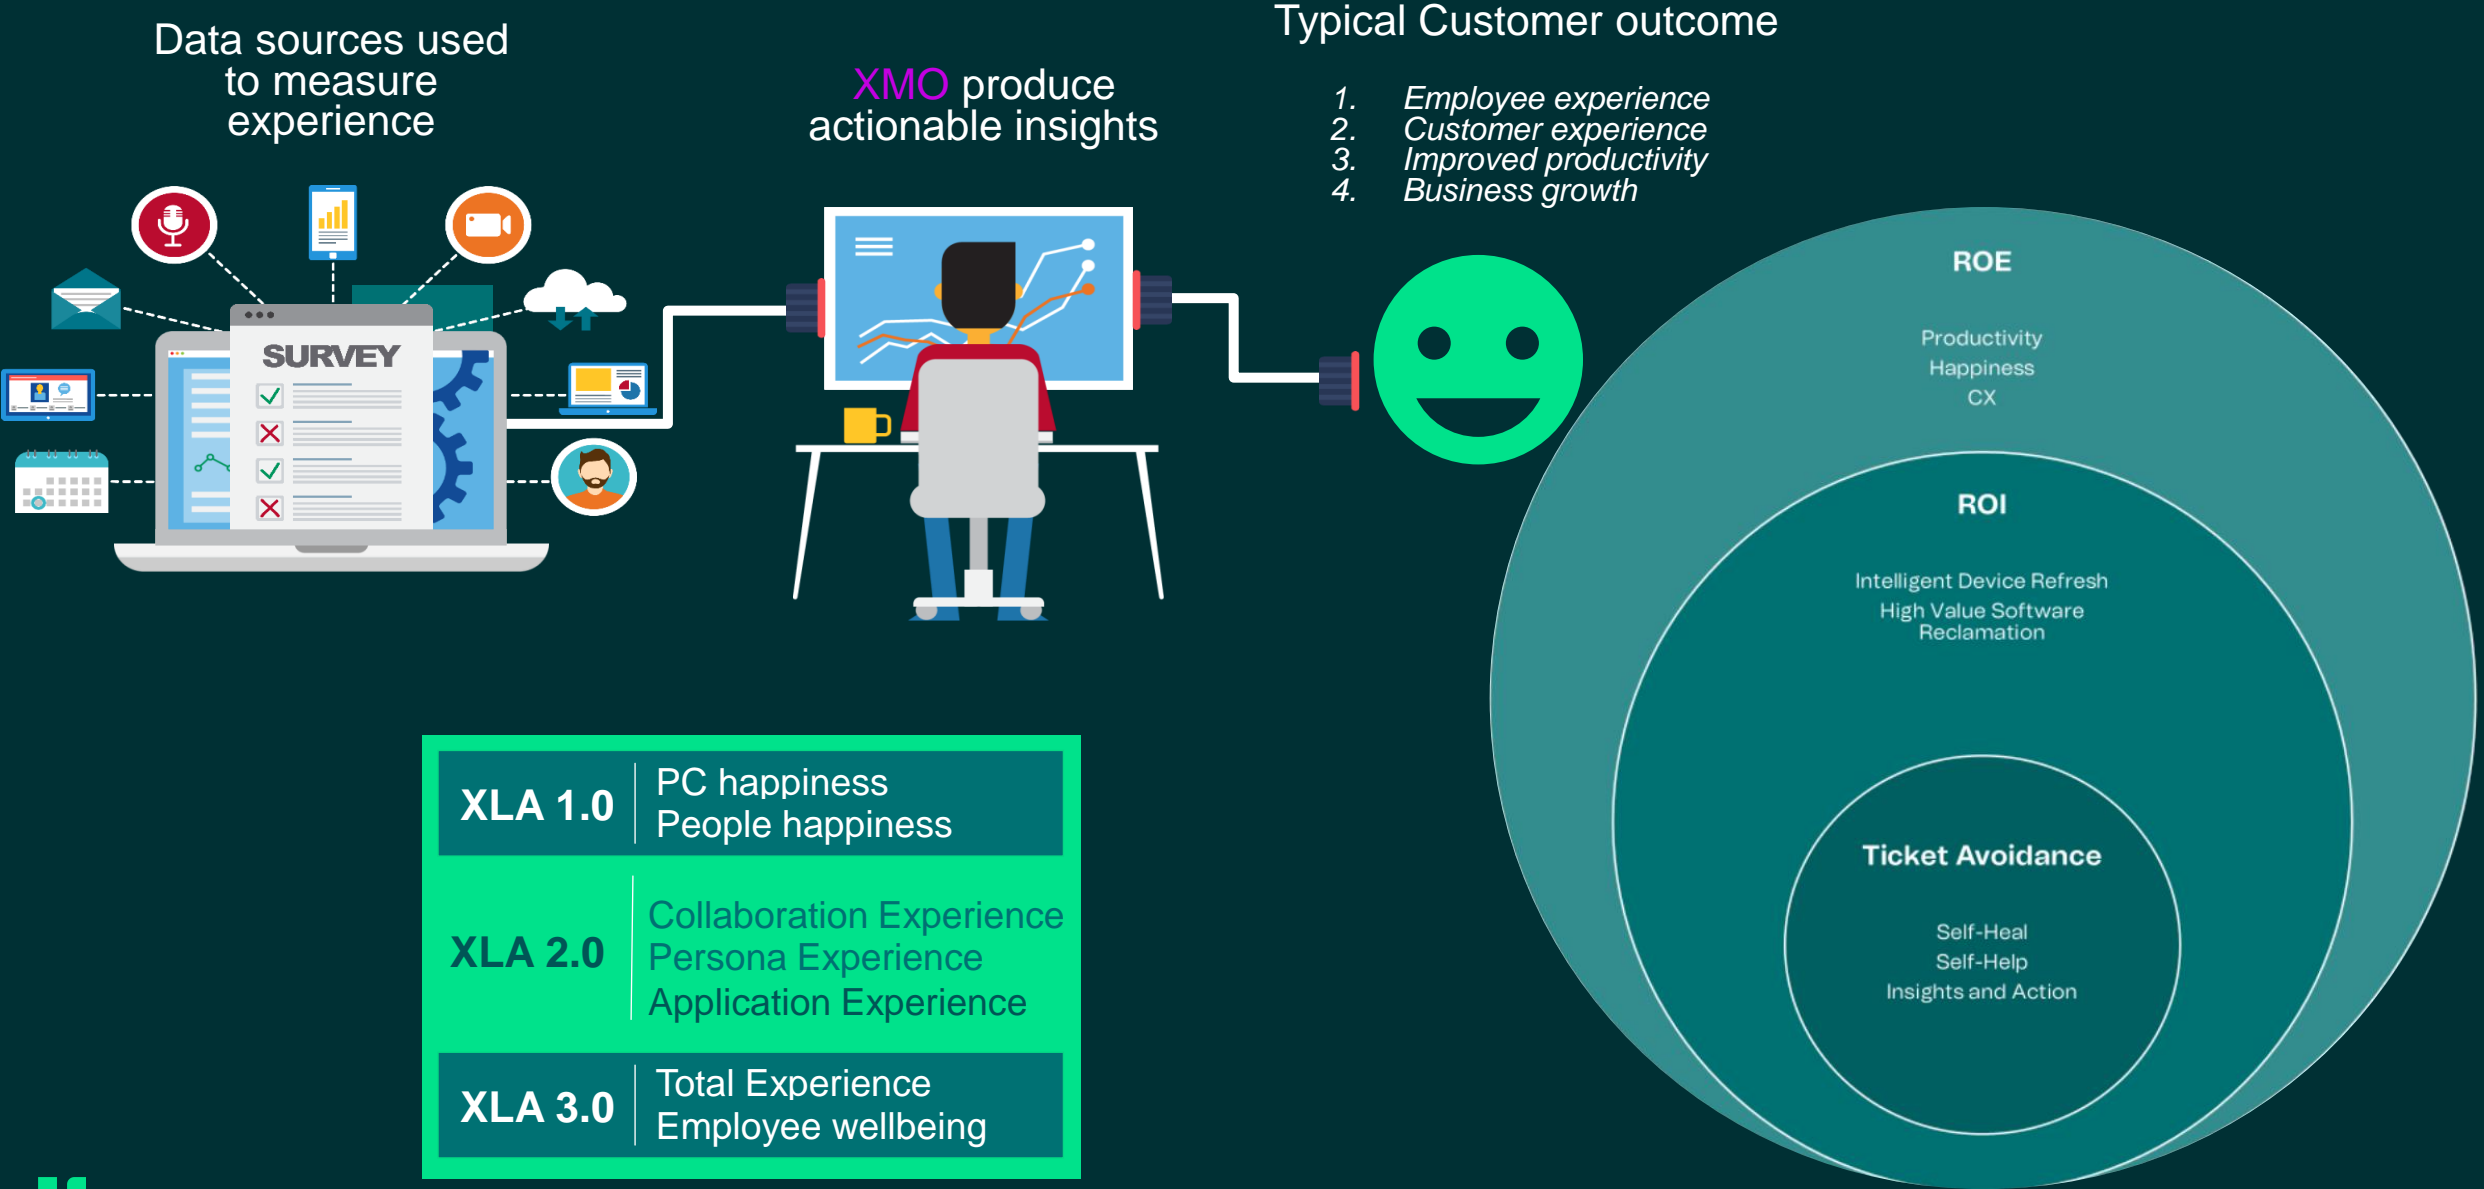 Data sources used
to measure
experience
SURVEY
XMO produce
actionable insights
Typical Customer outcome
1. Employee experience
2. Customer experience
3. Improved productivity
4. Business growth
ROE
Productivity
Happiness
CX
ROI
Intelligent Device Refresh
High Value Software
Reclamation
Ticket Avoidance
Self-Heal
Self-Help
Insights and Action
XLA 1.0
PC happiness
People happiness
XLA 2.0
Collaboration Experience
Persona Experience
Application Experience
XLA 3.0
Total Experience
Employee wellbeing